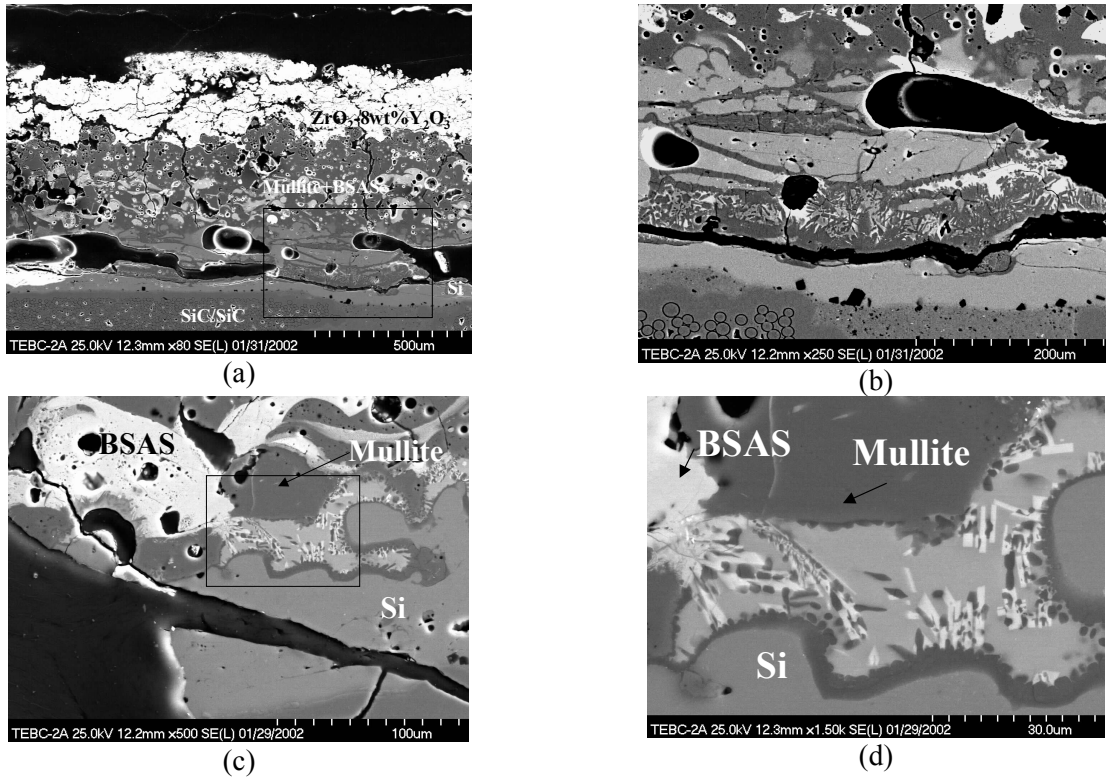 ZrO2-8wt%Y2O3
Mullite+BSAS
Si
SiC/SiC
TEBC-2A 25.0kV 12.3mm x80 SE(L) 01/31/2002 500um
(a)
TEBC-2A 25.0kV 12.2mm x250 SE(L) 01/31/2002 200um
(b)
BSAS
Mullite
Si
TEBC-2A 25.0kV 12.2mm x500 SE(L) 01/29/2002 100um
(c)
BSAS
Mullite
Si
TEBC-2A 25.0kV 12.3mm x1.50k SE(L) 01/29/2002 30.0um
(d)